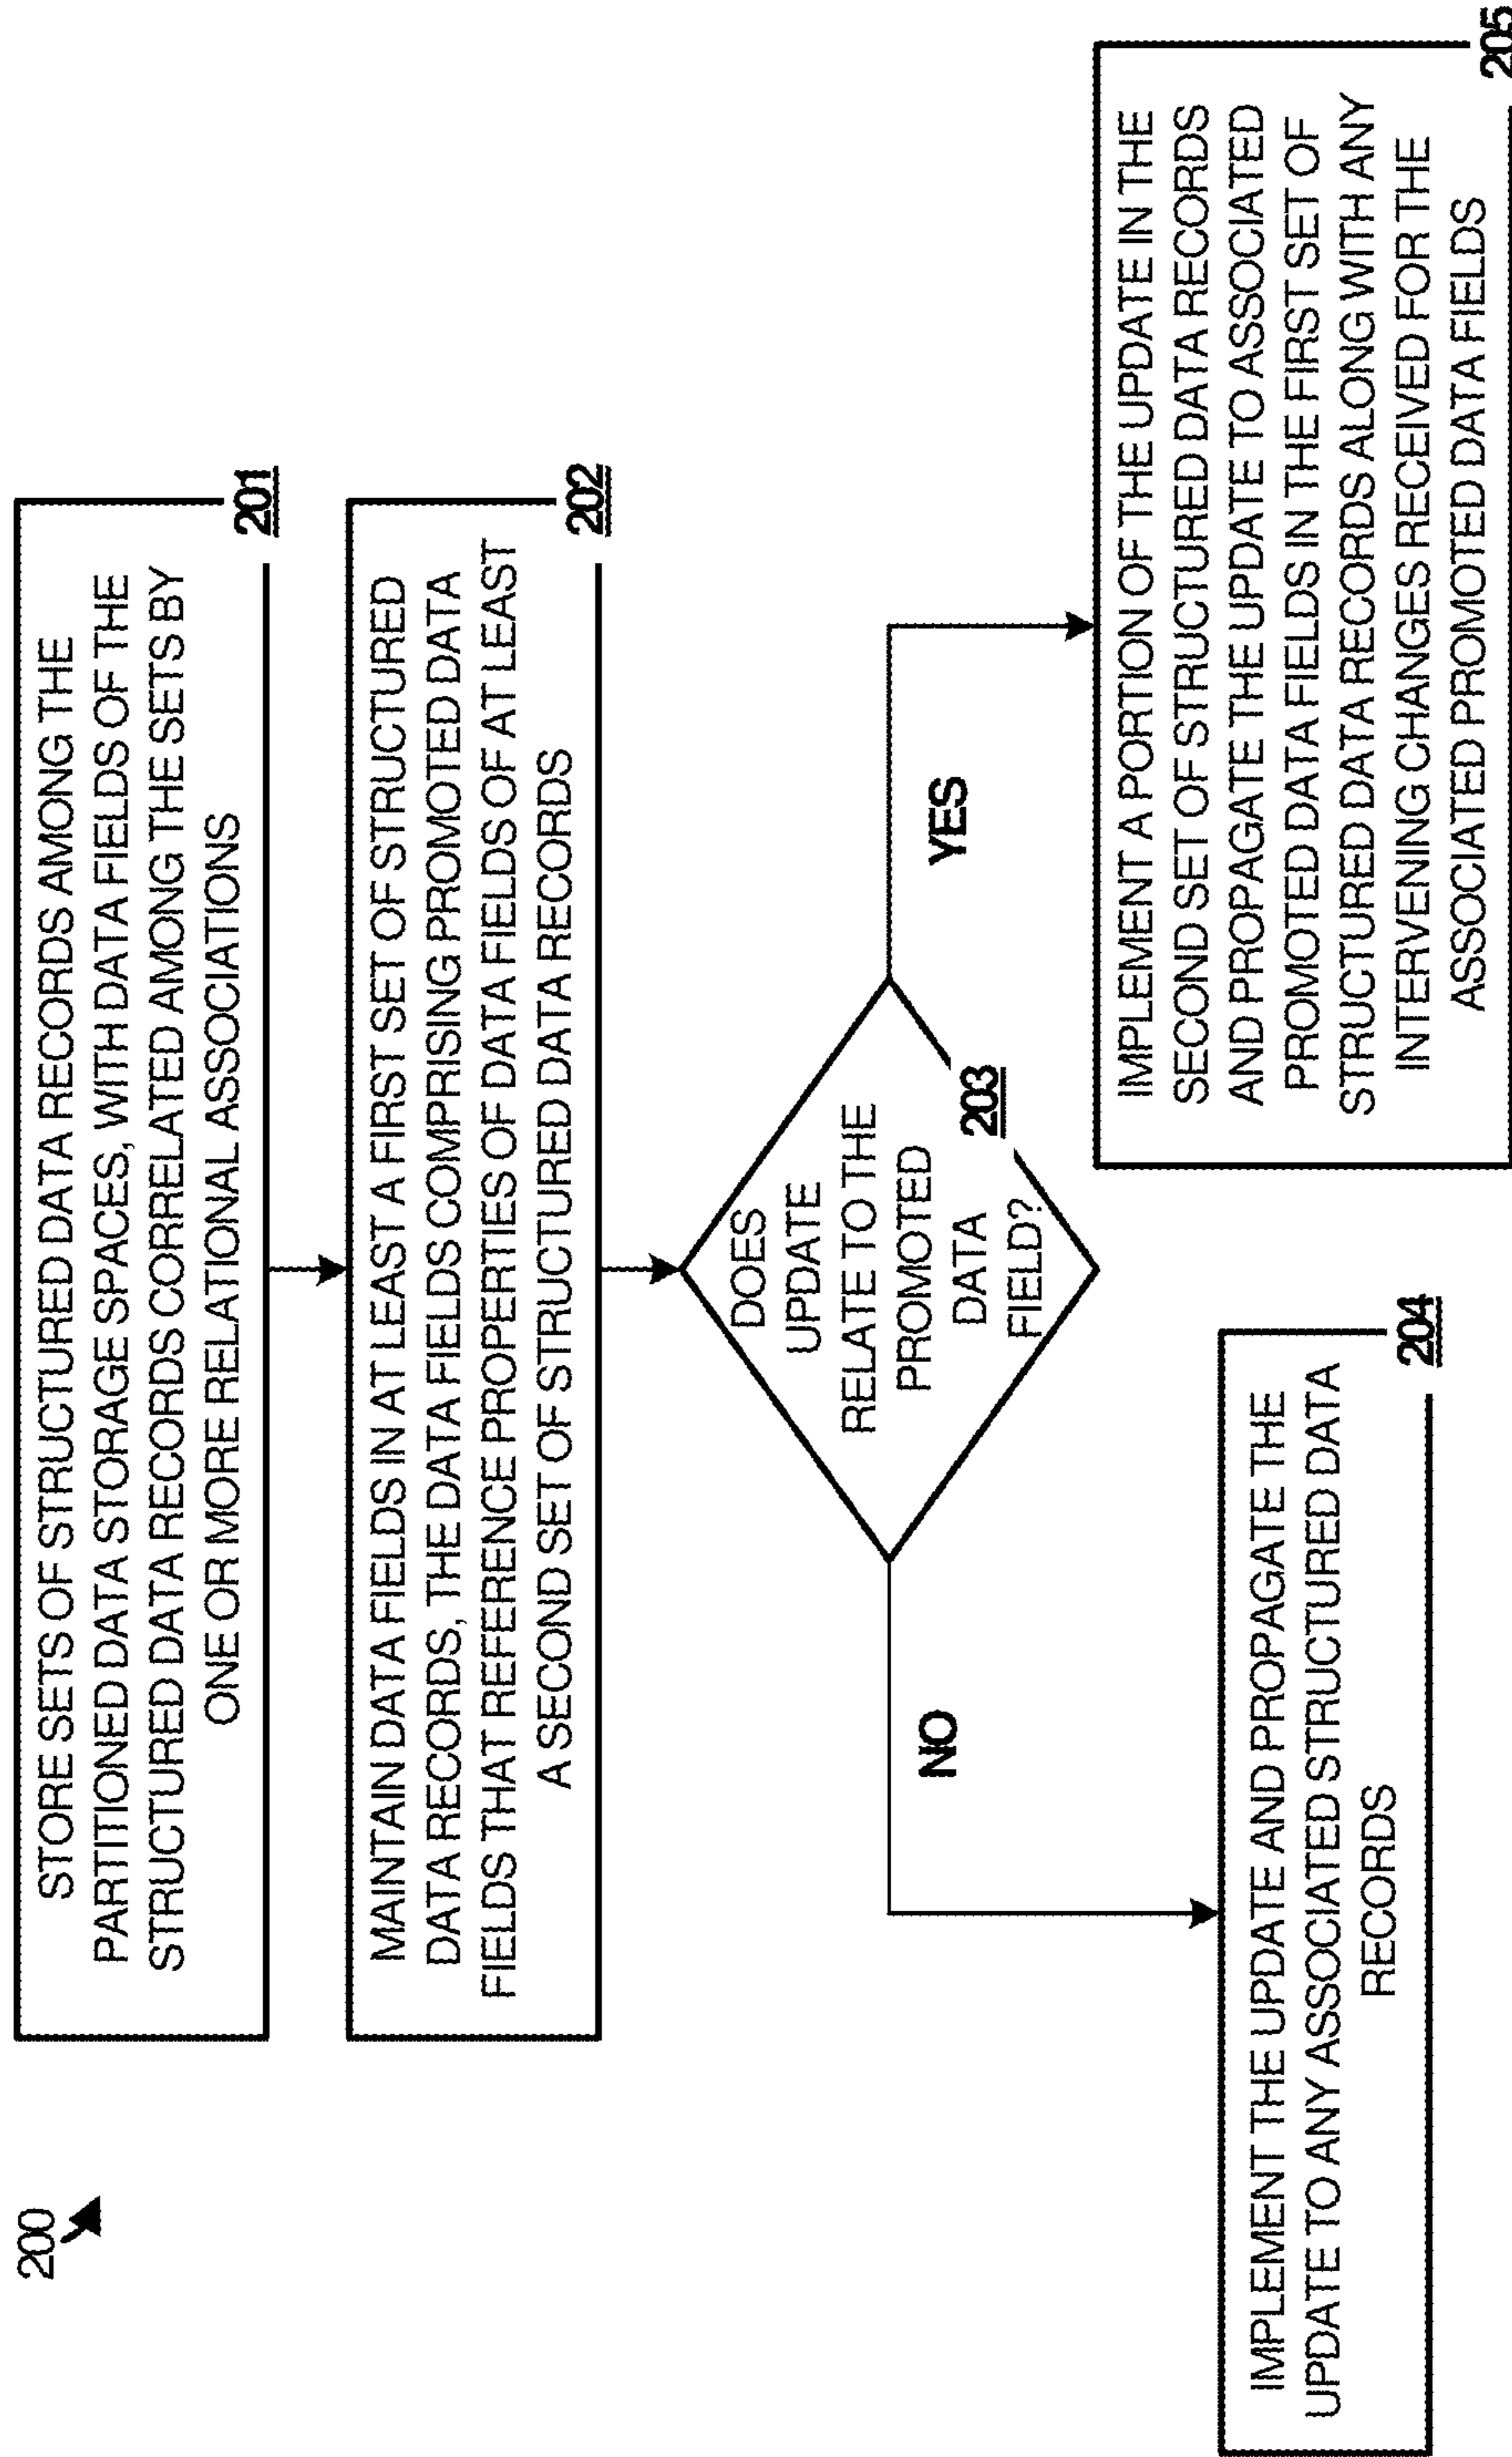 200
STORE SETS OF STRUCTURED DATA RECORDS AMONG THE
PARTITIONED DATA STORAGE SPACES, WITH DATA FIELDS OF THE
STRUCTURED DATA RECORDS CORRELATED AMONG THE SETS BY
ONE OR MORE RELATIONAL ASSOCIATIONS
201
MAINTAIN DATA FIELDS IN AT LEAST A FIRST SET OF STRUCTURED
DATA RECORDS, THE DATA FIELDS COMPRISING PROMOTED DATA
FIELDS THAT REFERENCE PROPERTIES OF DATA FIELDS OF AT LEAST
A SECOND SET OF STRUCTURED DATA RECORDS
202
DOES
UPDATE
RELATE TO THE
PROMOTED
DATA
FIELD?
203
NO
YES
IMPLEMENT THE UPDATE AND PROPAGATE THE
UPDATE TO ANY ASSOCIATED STRUCTURED DATA
RECORDS
204
IMPLEMENT A PORTION OF THE UPDATE IN THE
SECOND SET OF STRUCTURED DATA RECORDS
AND PROPAGATE THE UPDATE TO ASSOCIATED
PROMOTED DATA FIELDS IN THE FIRST SET OF
STRUCTURED DATA RECORDS ALONG WITH ANY
INTERVENING CHANGES RECEIVED FOR THE
ASSOCIATED PROMOTED DATA FIELDS
205